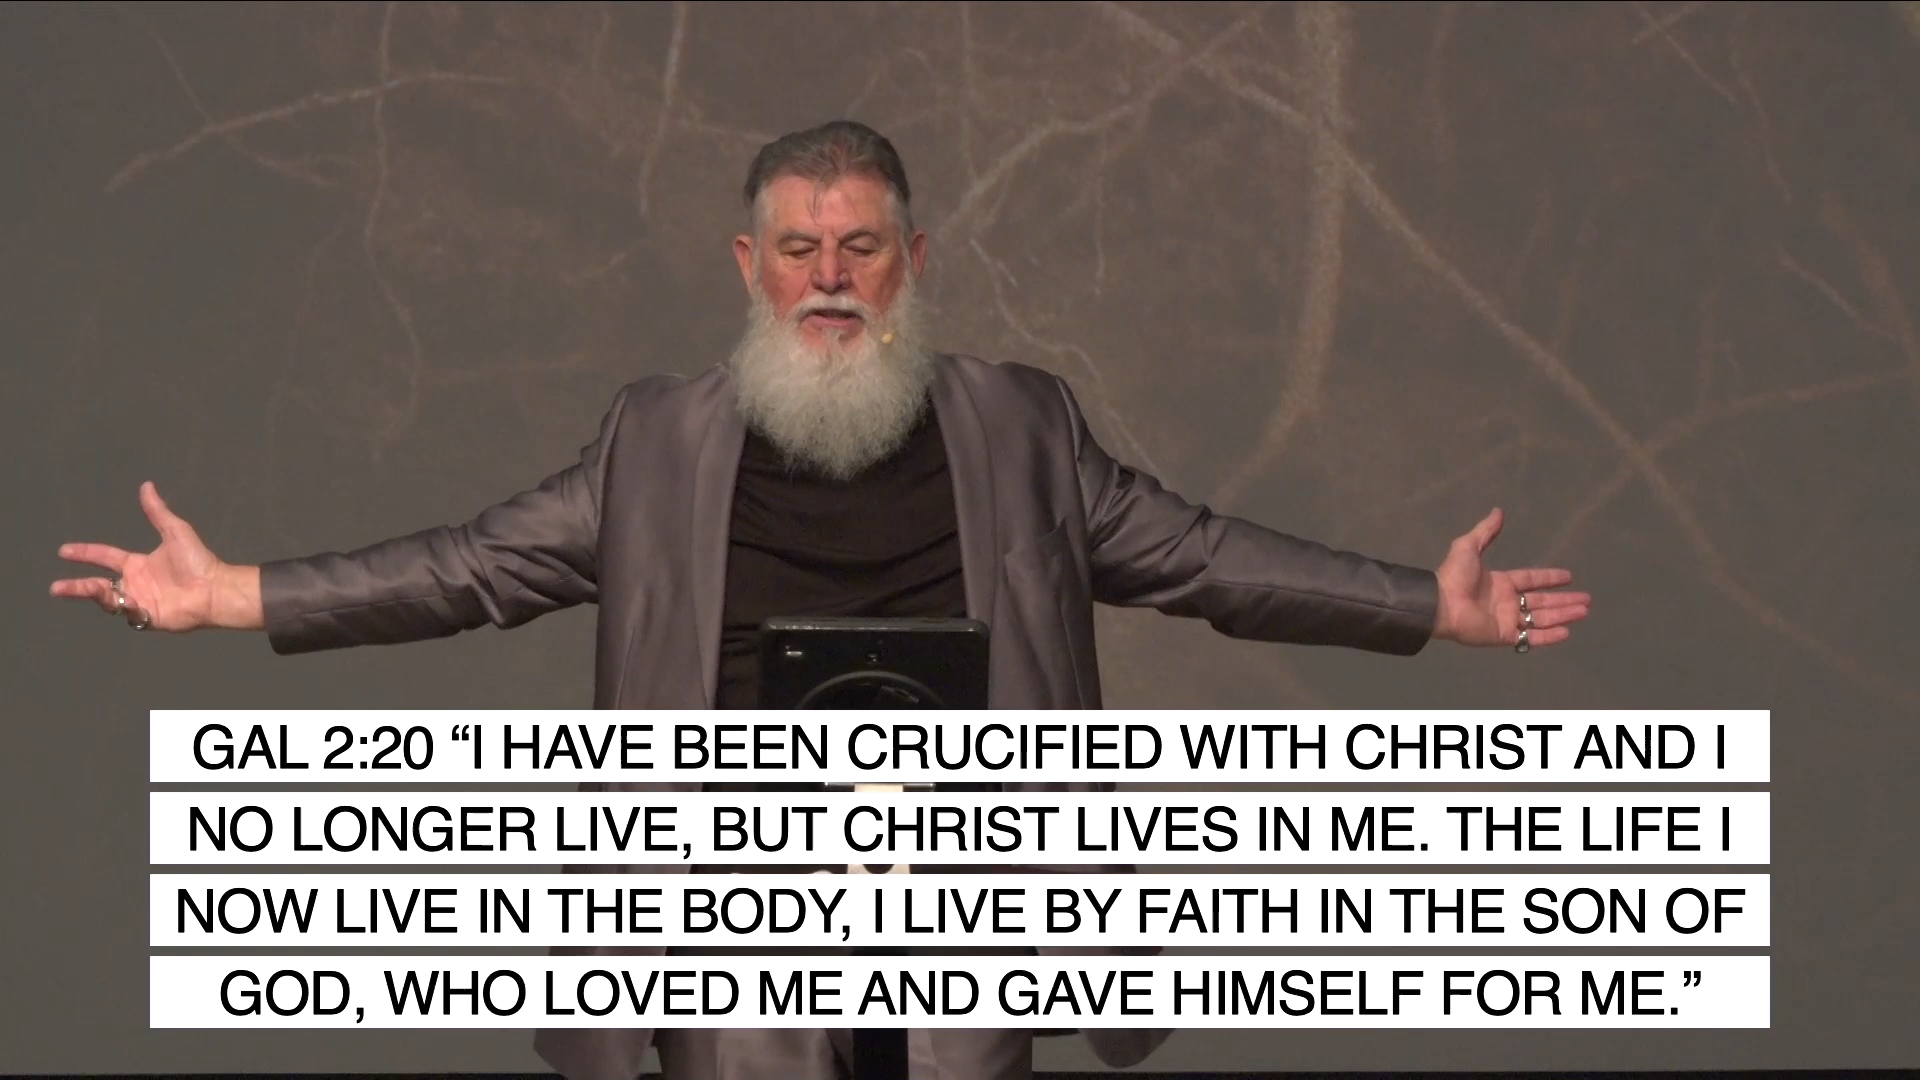 GAL 2:20 “I HAVE BEEN CRUCIFIED WITH CHRIST AND I
NO LONGER LIVE, BUT CHRIST LIVES IN ME. THE LIFE I
NOW LIVE IN THE BODY, I LIVE BY FAITH IN THE SON OF
GOD, WHO LOVED ME AND GAVE HIMSELF FOR ME.”